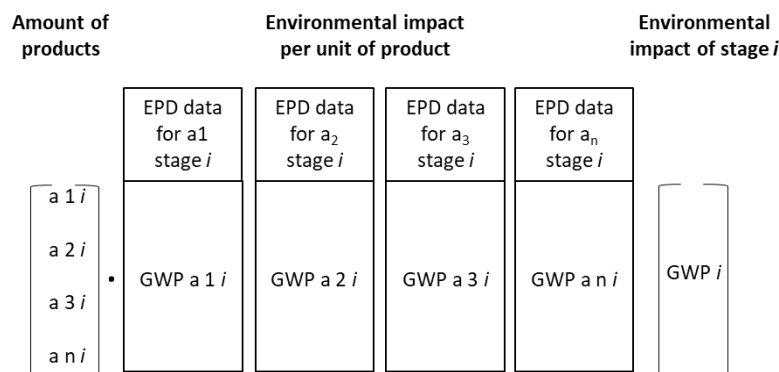 Amount of
products
Environmental impact
per unit of product
Environmental
impact of stage i
EPD data
for a1
stage i
EPD data
for a₂
stage i
EPD data
for a₃
stage i
EPD data
for aₙ
stage i
a 1 i
a 2 i
a 3 i
a n i
·
GWP a 1 i
GWP a 2 i
GWP a 3 i
GWP a n i
GWP i